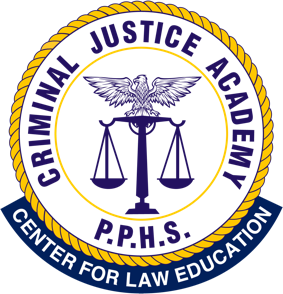 CRIMINAL JUSTICE ACADEMY
P.P.H.S.
CENTER FOR LAW EDUCATION